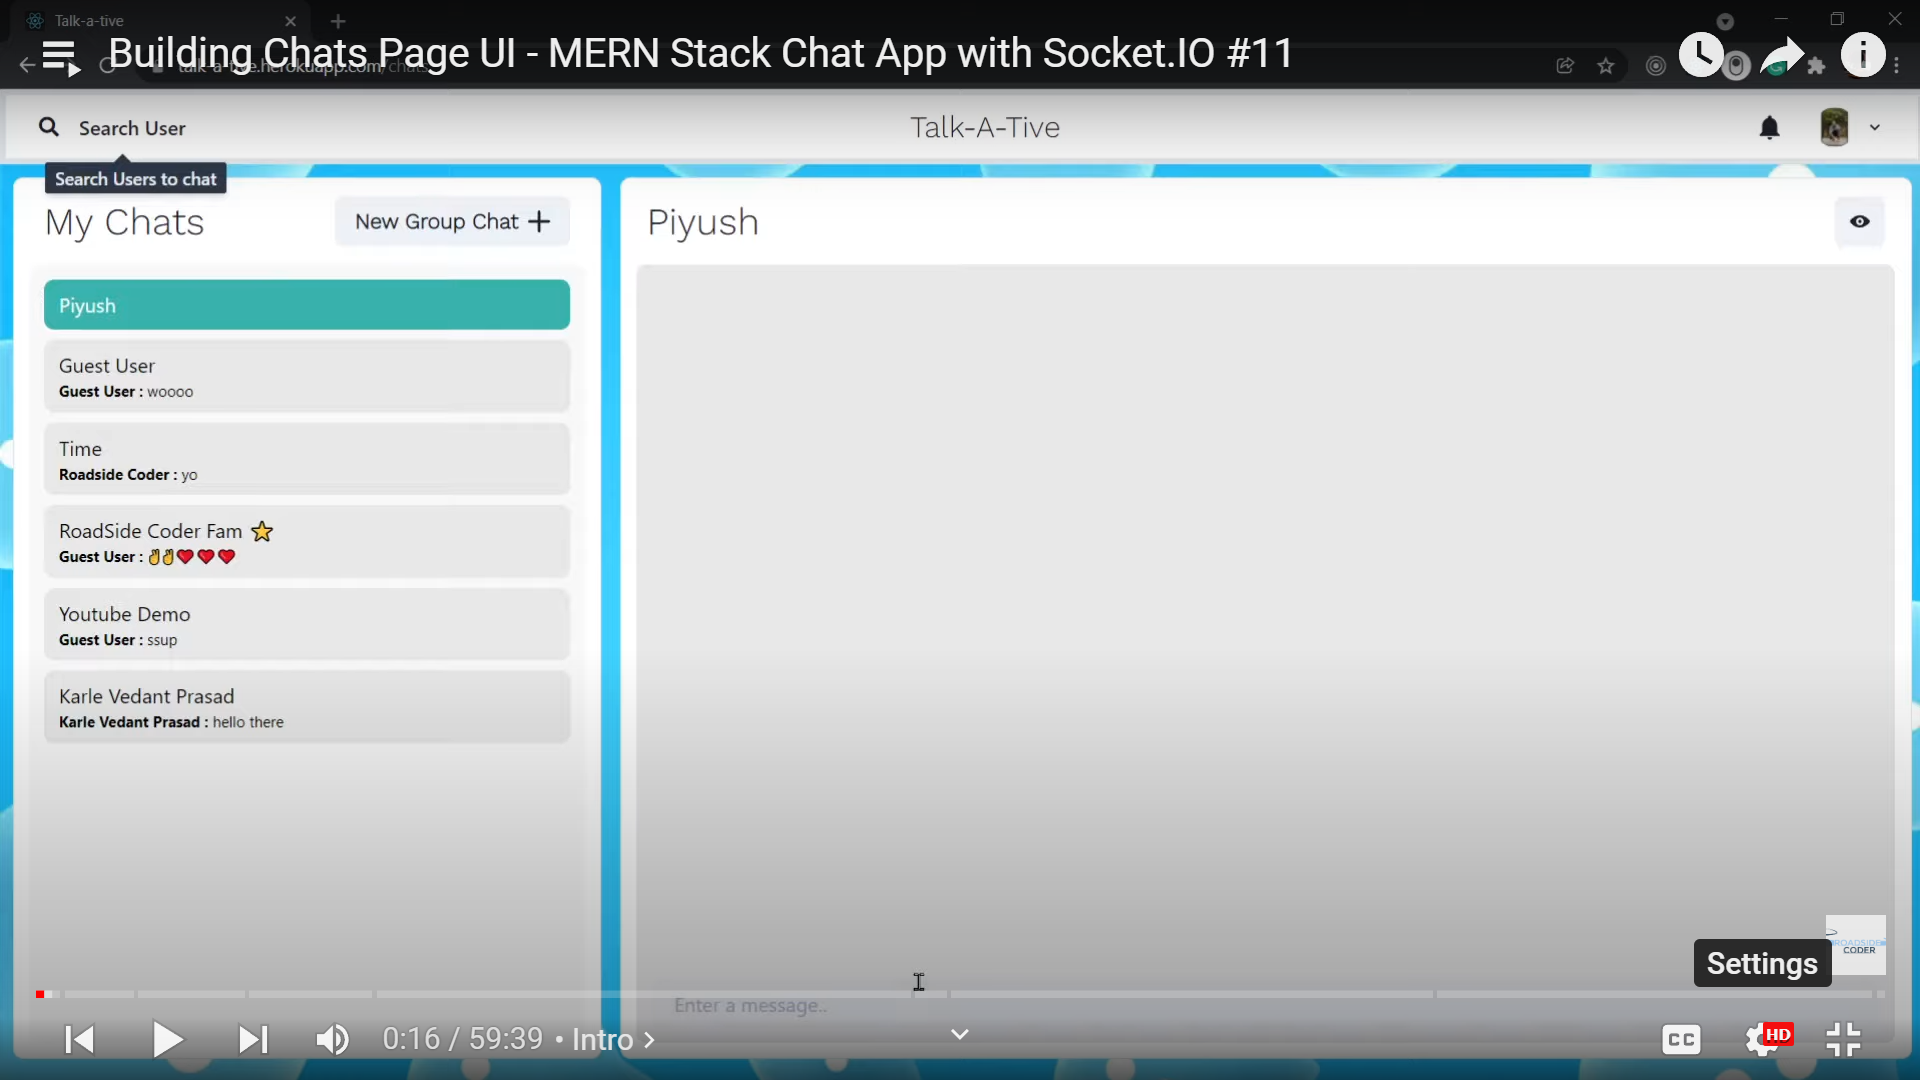 Talk-a-tive
Building Chats Page UI - MERN Stack Chat App with Socket.IO #11
talk-a-tive.herokuapp.com/chats
Search User
Talk-A-Tive
Search Users to chat
My Chats
New Group Chat +
Piyush
Piyush
Guest User
Guest User : woooo
Time
Roadside Coder : yo
RoadSide Coder Fam ⭐
Guest User : ✌✌❤❤❤
Youtube Demo
Guest User : ssup
Karle Vedant Prasad
Karle Vedant Prasad : hello there
ROADSIDE
CODER
Settings
Enter a message..
0:16 / 59:39 • Intro >
CC
HD